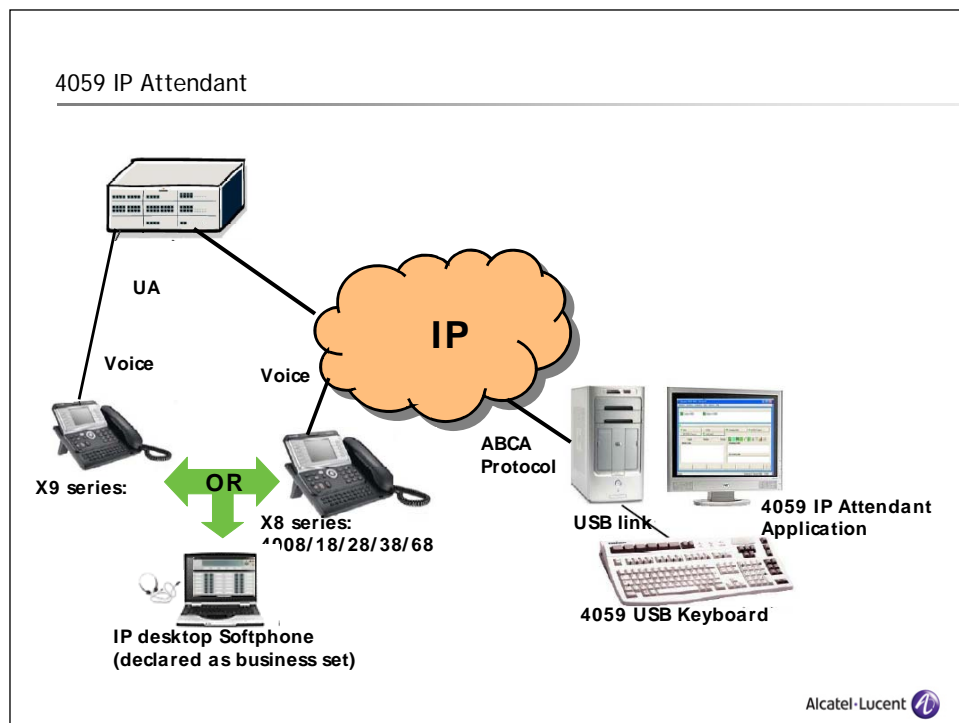 4059 IP Attendant
UA
IP
Voice
Voice
ABCA
Protocol
OR
X9 series:
X8 series:
4008/18/28/38/68
USB link
4059 IP Attendant
Application
4059 USB Keyboard
IP desktop Softphone
(declared as business set)
Alcatel·Lucent